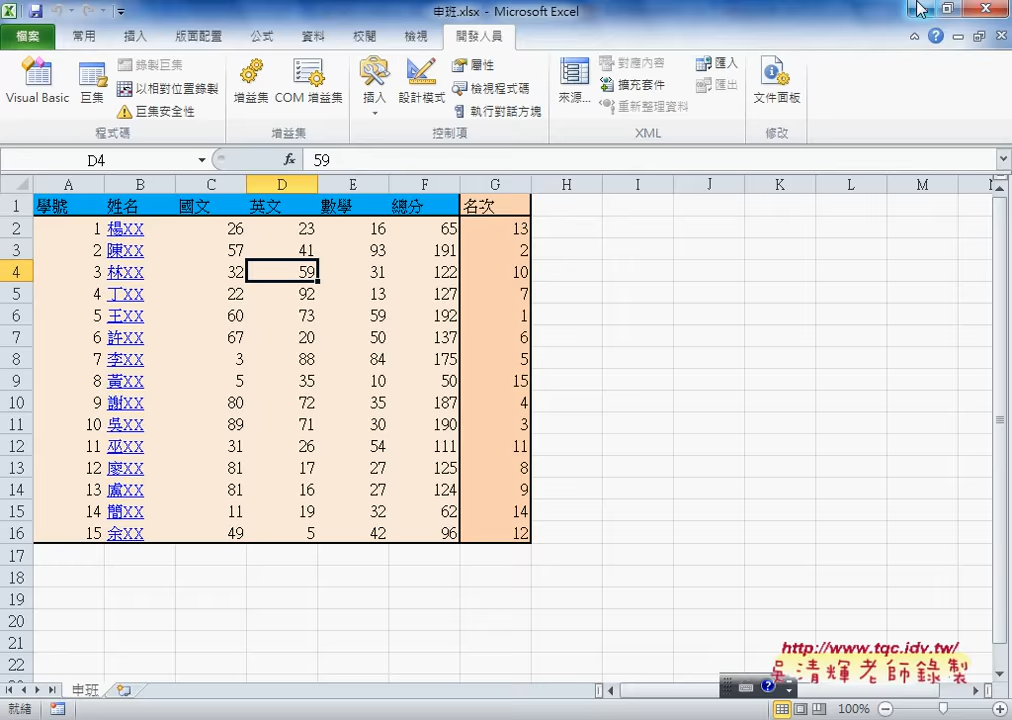 申班.xlsx - Microsoft Excel
檔案 常用 插入 版面配置 公式 資料 校閱 檢視 開發人員
Visual Basic 巨集 錄製巨集 以相對位置錄製 巨集安全性 程式碼
增益集 COM 增益集 增益集
插入 設計模式 屬性 檢視程式碼 執行對話方塊 控制項
來源... 對應內容 擴充套件 重新整理資料 匯入 匯出 XML
文件面板 修改
D4 fx 59
A B C D E F G H I J K L M
1 學號 姓名 國文 英文 數學 總分 名次
2 1 楊XX 26 23 16 65 13
3 2 陳XX 57 41 93 191 2
4 3 林XX 32 59 31 122 10
5 4 丁XX 22 92 13 127 7
6 5 王XX 60 73 59 192 1
7 6 許XX 67 20 50 137 6
8 7 李XX 3 88 84 175 5
9 8 黃XX 5 35 10 50 15
10 9 謝XX 80 72 35 187 4
11 10 吳XX 89 71 30 190 3
12 11 巫XX 31 26 54 111 11
13 12 廖XX 81 17 27 125 8
14 13 盧XX 81 16 27 124 9
15 14 簡XX 11 19 32 62 14
16 15 余XX 49 5 42 96 12
17
18
19
20
21
22
http://www.tqc.idv.tw/
吳清輝老師錄製
申班
就緒 100%